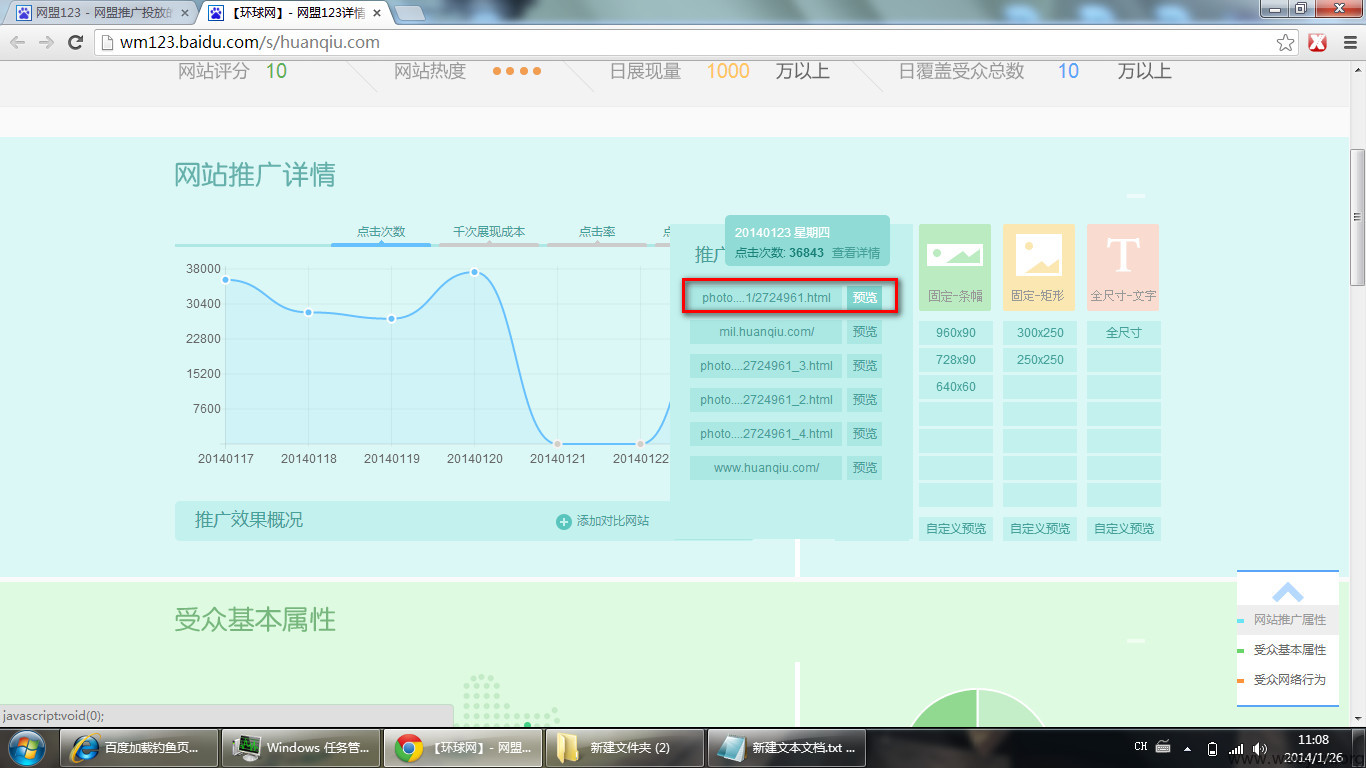 网盟123 - 网盟推广投放的
【环球网】- 网盟123详情
wm123.baidu.com/s/huanqiu.com
网站评分 10 网站热度 日展现量 1000 万以上 日覆盖受众总数 10 万以上
网站推广详情
点击次数 千次展现成本 点击率
20140123 星期四
点击次数: 36843 查看详情
38000
30400
22800
15200
7600
20140117 20140118 20140119 20140120 20140121 20140122
推广效果概况
添加对比网站
推广
photo....1/2724961.html 预览
mil.huanqiu.com/ 预览
photo....2724961_3.html 预览
photo....2724961_2.html 预览
photo....2724961_4.html 预览
www.huanqiu.com/ 预览
固定-条幅 固定-矩形 全尺寸-文字
960x90 300x250 全尺寸
728x90 250x250
640x60
自定义预览 自定义预览 自定义预览
受众基本属性
网站推广属性
受众基本属性
受众网络行为
javascript:void(0);
百度加载钓鱼页...
Windows 任务管...
【环球网】- 网盟...
新建文件夹 (2)
新建文本文档.txt ...
CH
11:08
2014/1/26